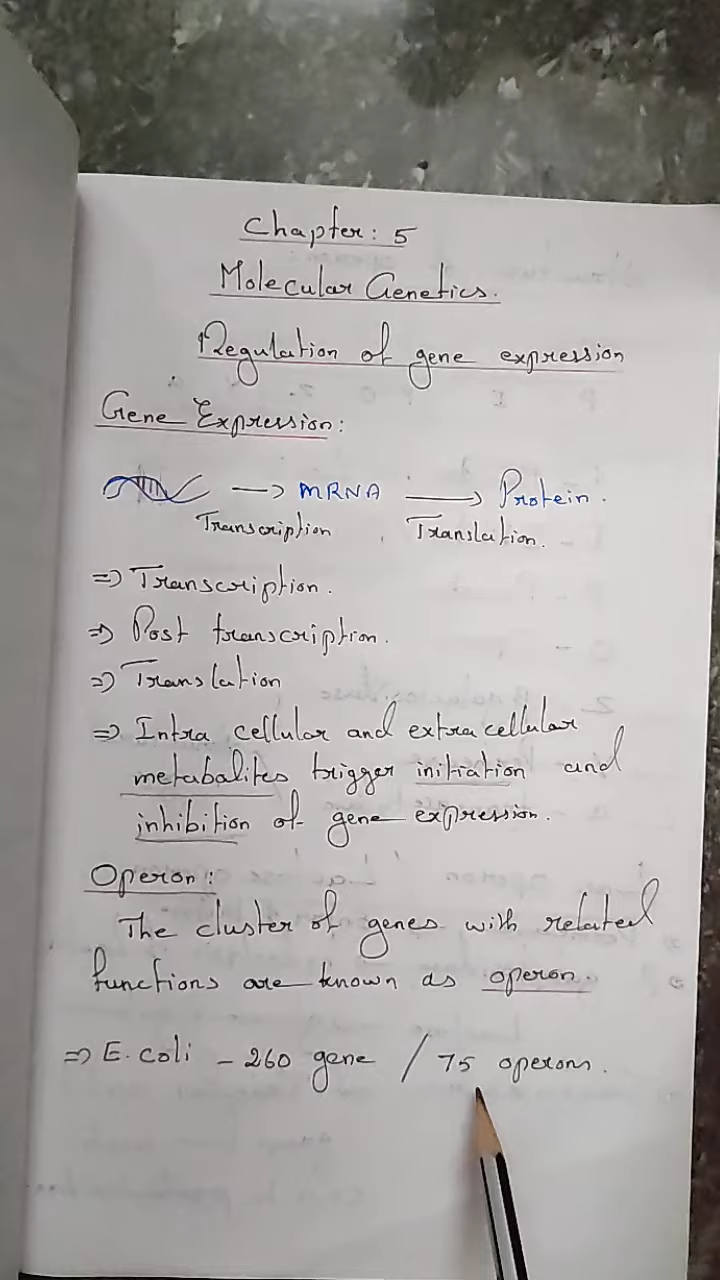 Chapter: 5
Molecular Genetics.
Regulation of gene expression
Gene Expression:
→ mRNA → Protein.
Transcription Translation.
⇒ Transcription.
⇒ Post transcription.
⇒ Translation
⇒ Intra cellular and extra cellular
metabalites trigger initiation and
inhibition of gene expression.
Operon:
The cluster of genes with related
functions are known as operon.
⇒ E.coli - 260 gene / 75 operons.